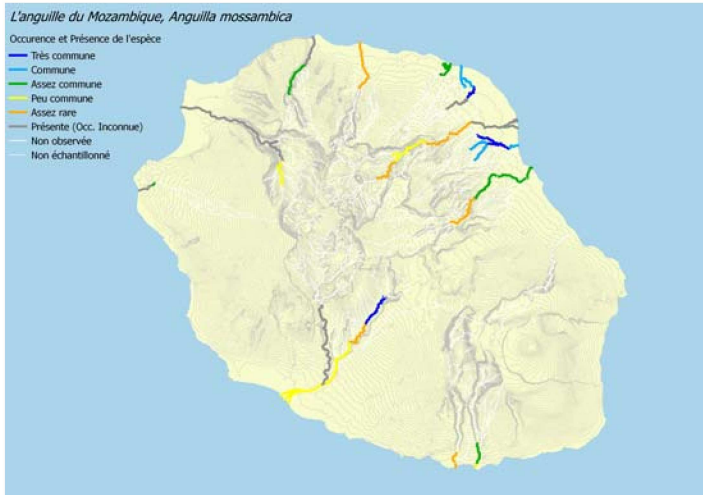 L'anguille du Mozambique, Anguilla mossambica
Occurence et Présence de l'espèce
Très commune
Commune
Assez commune
Peu commune
Assez rare
Présente (Occ. Inconnue)
Non observée
Non échantillonné